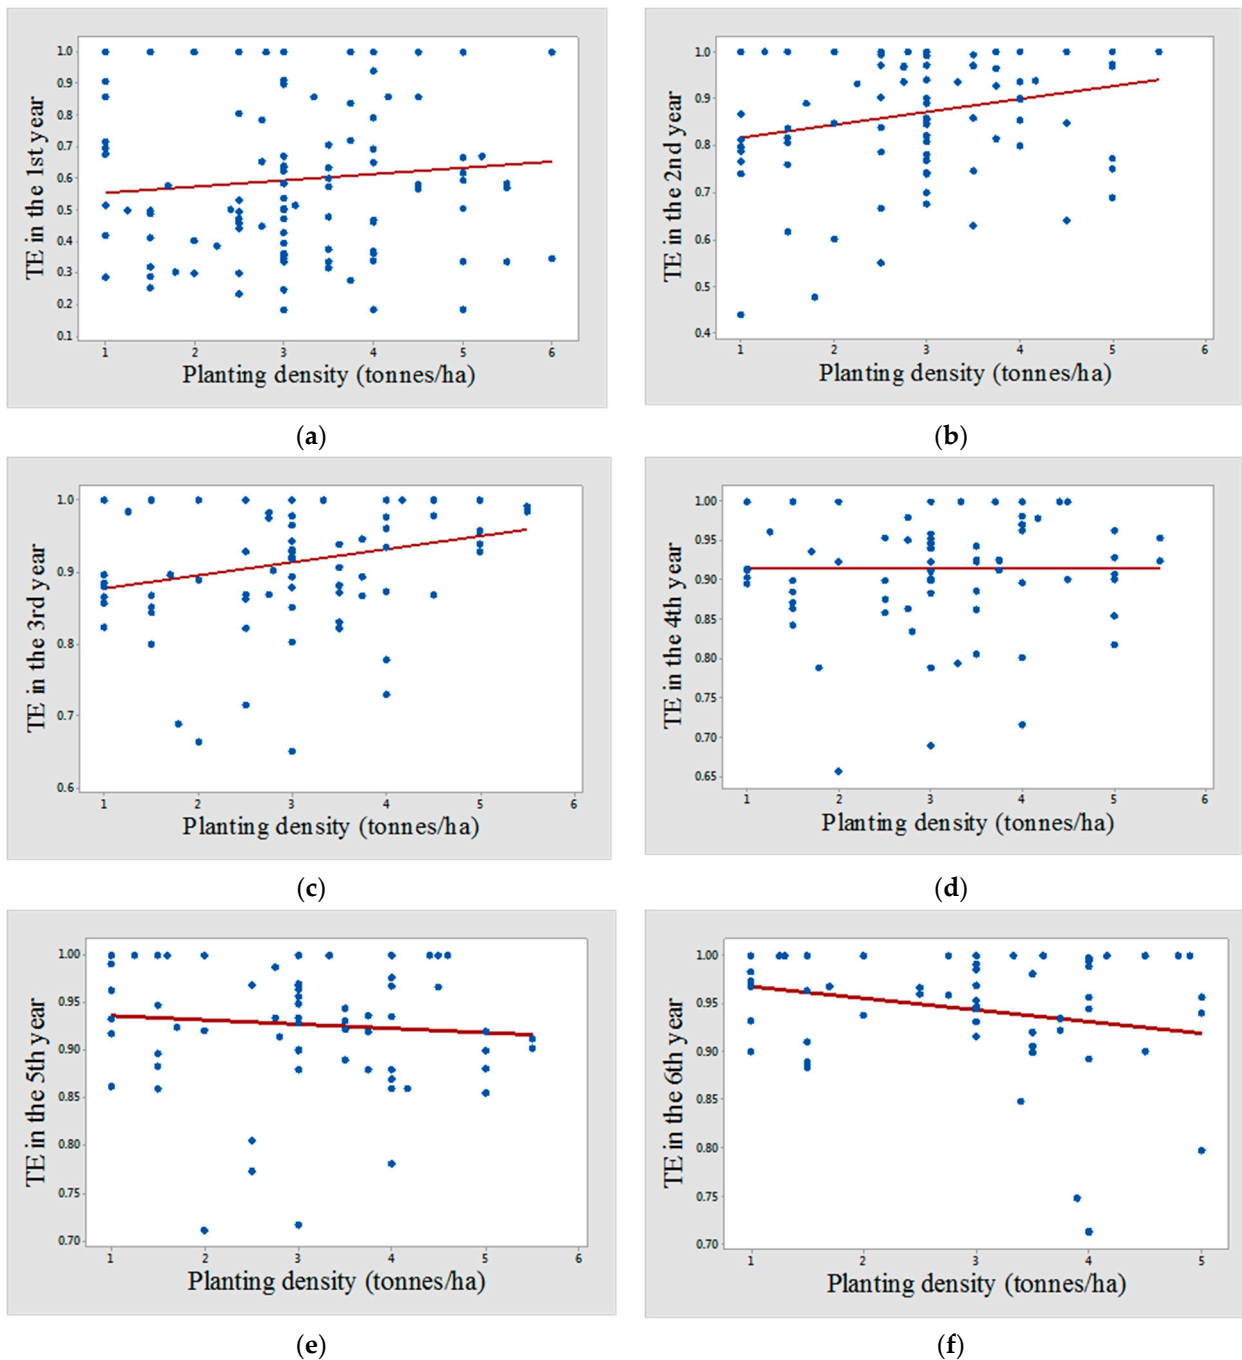 1.0
0.9
0.8
0.7
0.6
0.5
0.4
0.3
0.2
0.1
TE in the 1st year
1 2 3 4 5 6
Planting density (tonnes/ha)
(a)
1.0
0.9
0.8
0.7
0.6
0.5
0.4
TE in the 2nd year
1 2 3 4 5 6
Planting density (tonnes/ha)
(b)
1.0
0.9
0.8
0.7
0.6
TE in the 3rd year
1 2 3 4 5 6
Planting density (tonnes/ha)
(c)
1.00
0.95
0.90
0.85
0.80
0.75
0.70
0.65
TE in the 4th year
1 2 3 4 5 6
Planting density (tonnes/ha)
(d)
1.00
0.95
0.90
0.85
0.80
0.75
0.70
TE in the 5th year
1 2 3 4 5 6
Planting density (tonnes/ha)
(e)
1.00
0.95
0.90
0.85
0.80
0.75
0.70
TE in the 6th year
1 2 3 4 5
Planting density (tonnes/ha)
(f)